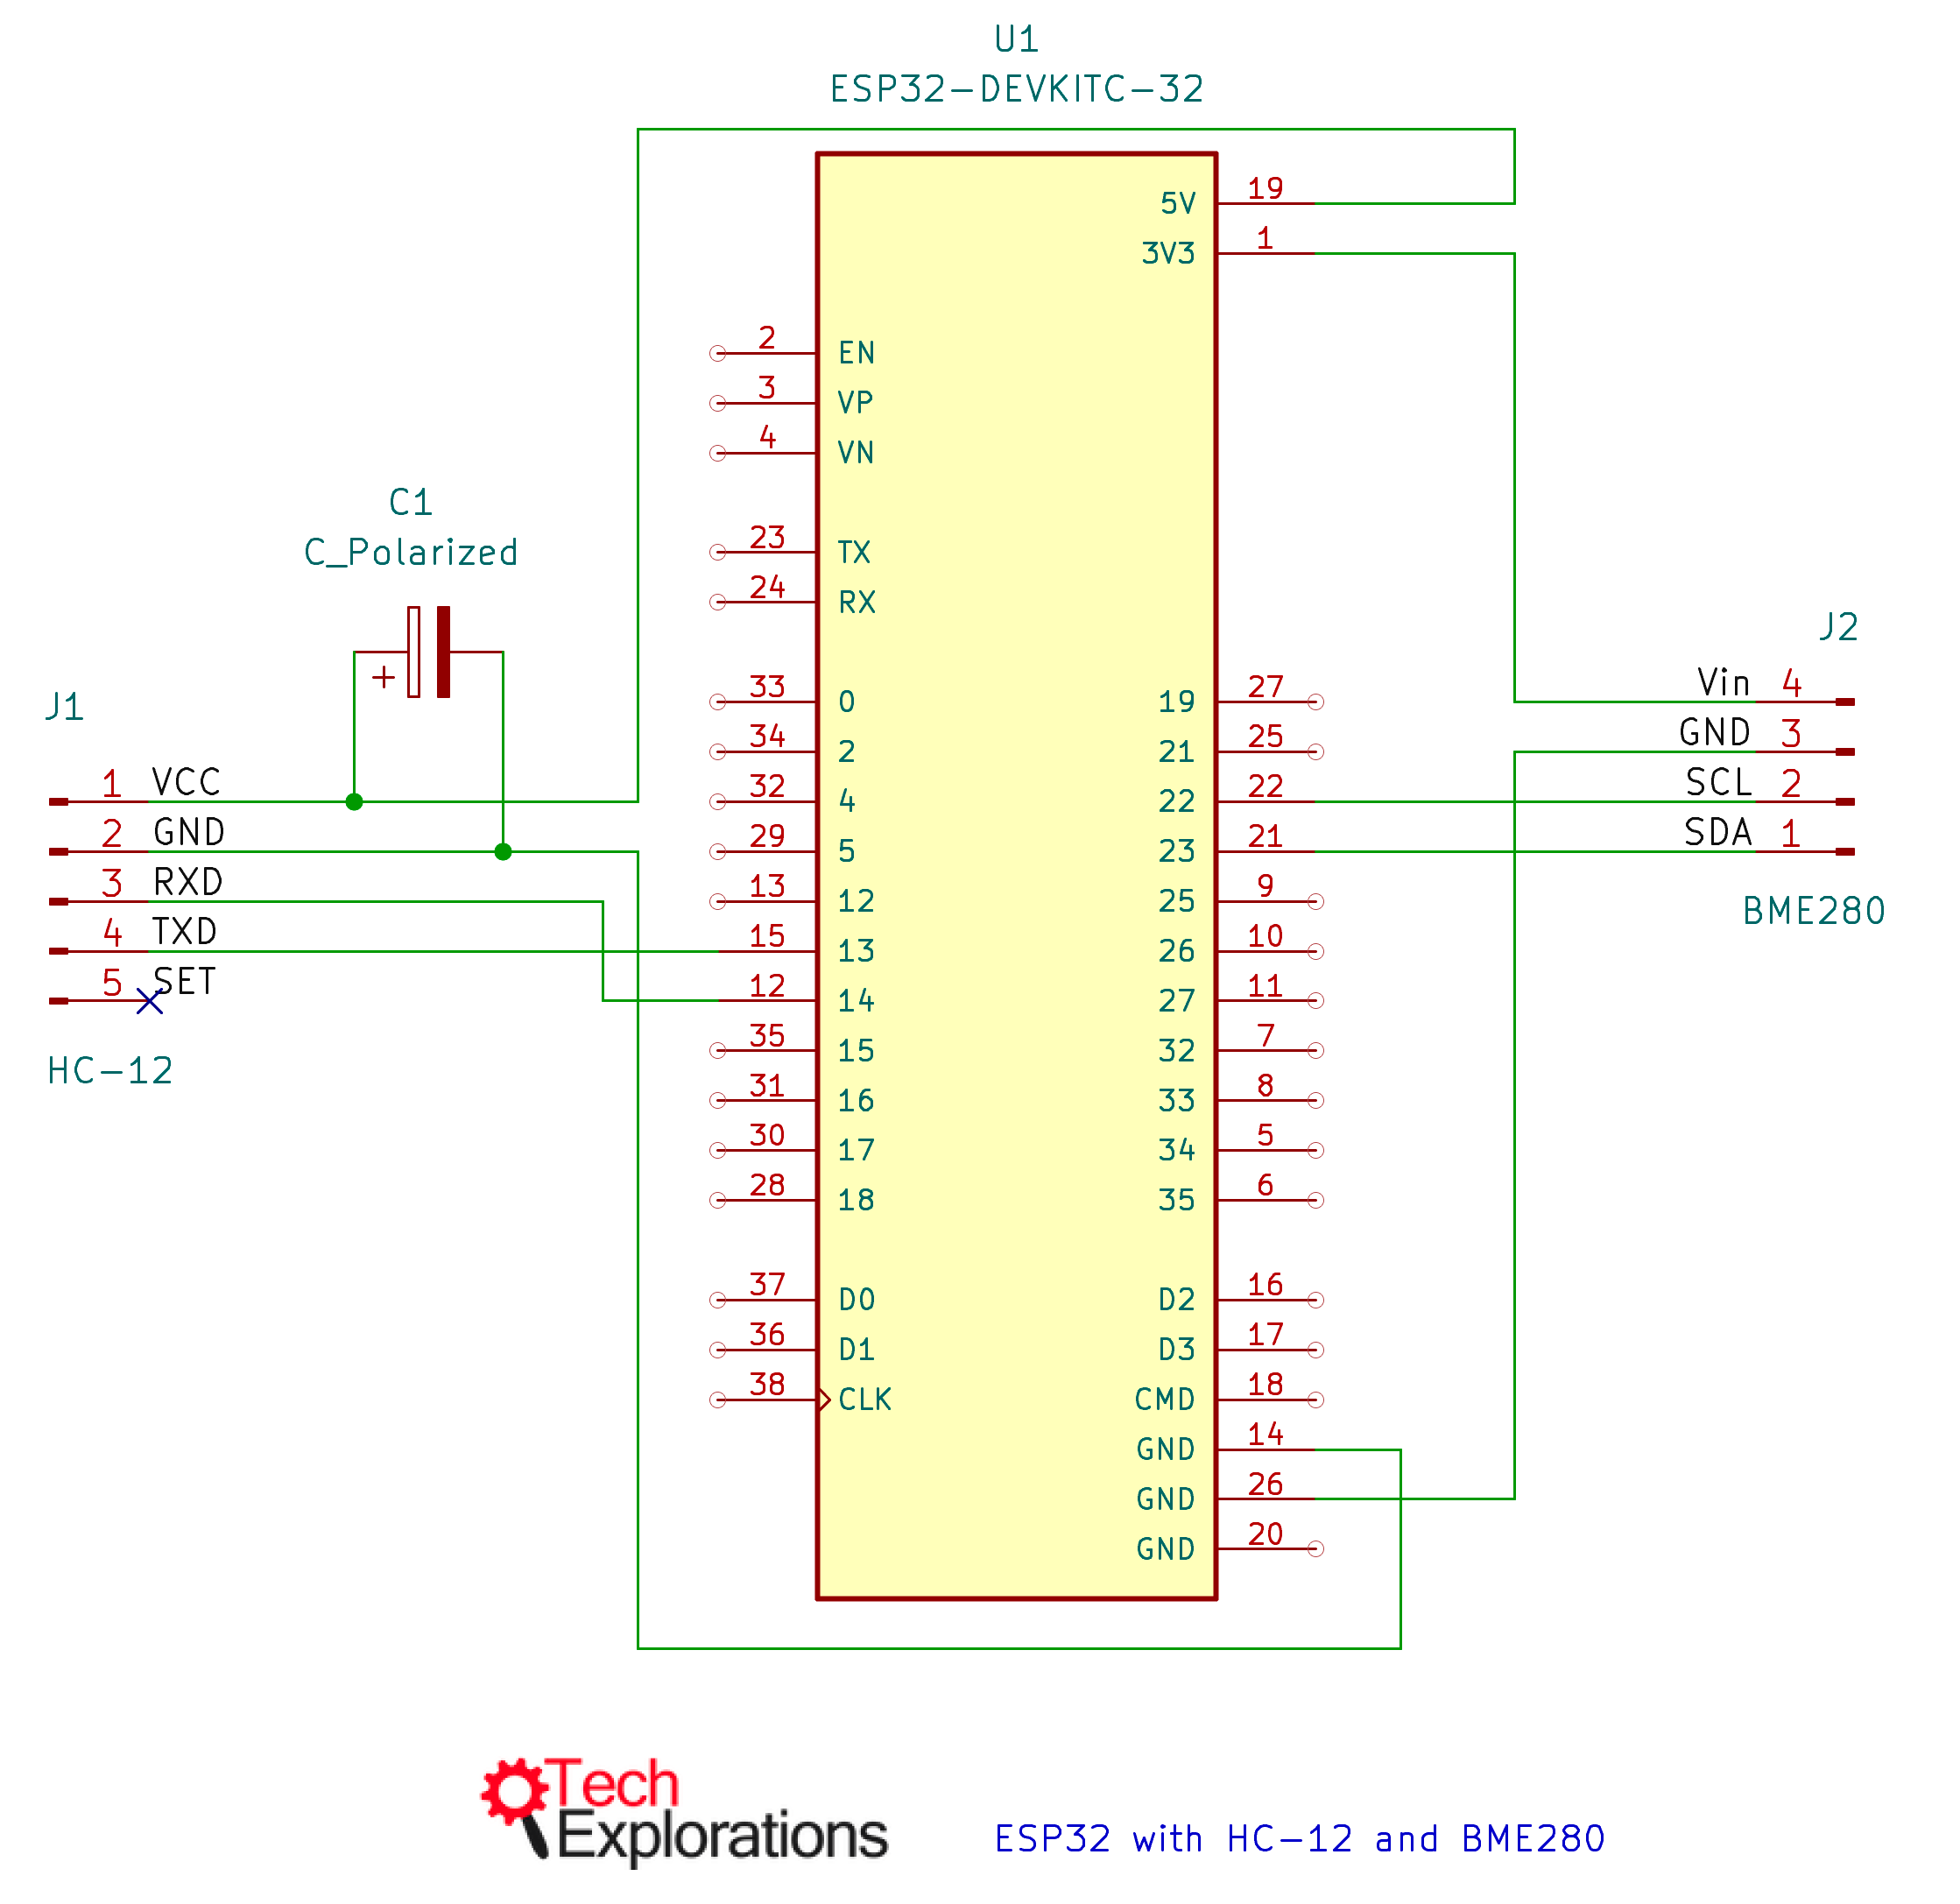 U1
ESP32-DEVKITC-32
5V 19
3V3 1
2 EN
3 VP
4 VN
C1
C_Polarized
+
23 TX
24 RX
J1
1 VCC
2 GND
3 RXD
4 TXD
5 SET
HC-12
33 0
34 2
32 4
29 5
13 12
15 13
12 14
35 15
31 16
30 17
28 18
37 D0
36 D1
38 CLK
19 27
21 25
22 22
23 21
25 9
26 10
27 11
32 7
33 8
34 5
35 6
D2 16
D3 17
CMD 18
GND 14
GND 26
GND 20
J2
Vin 4
GND 3
SCL 2
SDA 1
BME280
Tech
Explorations
ESP32 with HC-12 and BME280